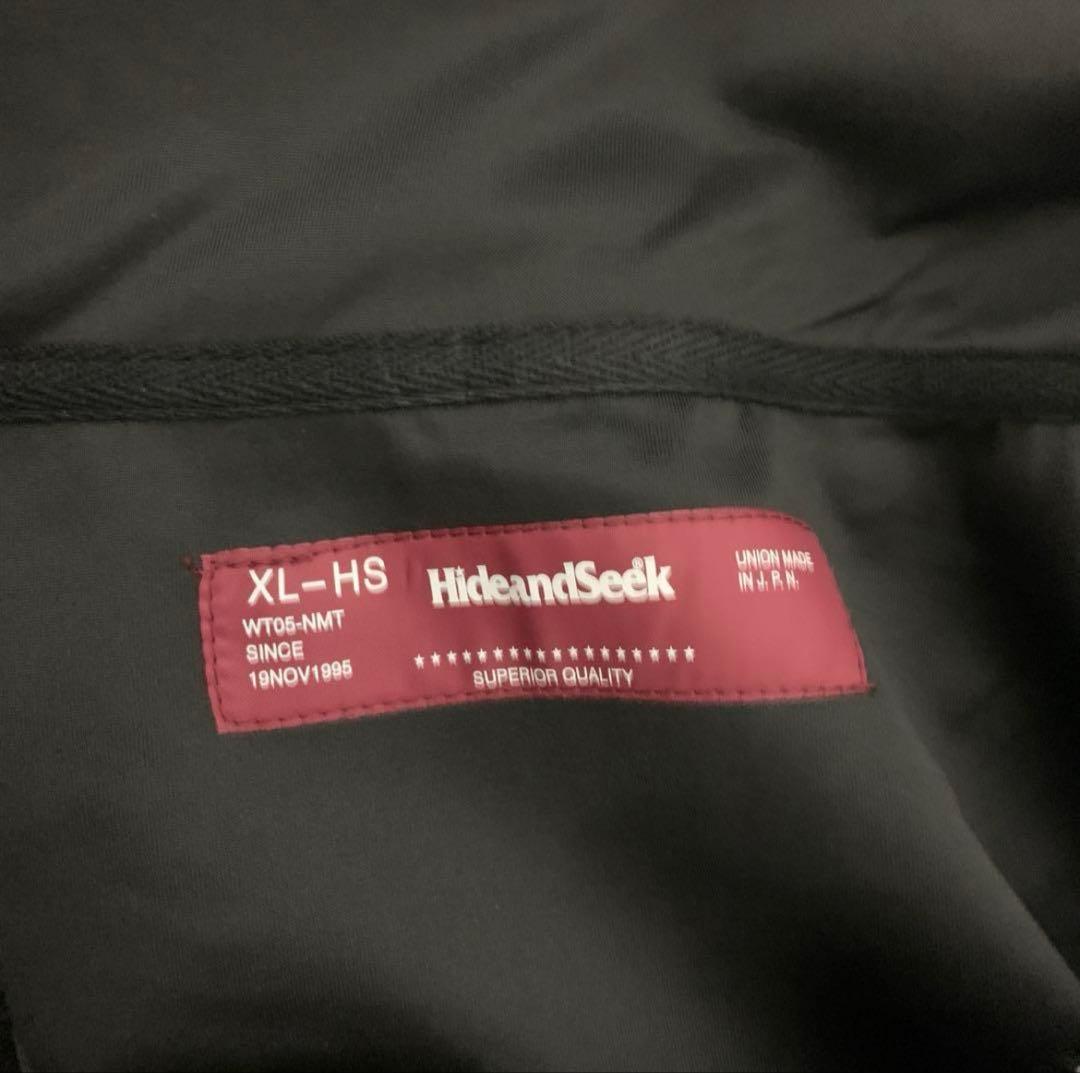 XL-HS
WT05-NMT
SINCE
19NOV1995
HideandSeek®
★★★★★★★★★★★★★★★★★★
SUPERIOR QUALITY
UNION MADE
IN J.P.N.